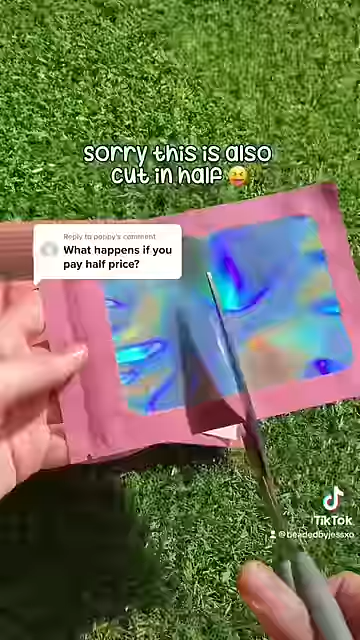 sorry this is also
cut in half 😝
Reply to poppy's comment
What happens if you
pay half price?
TikTok
@beadedbyjessxo